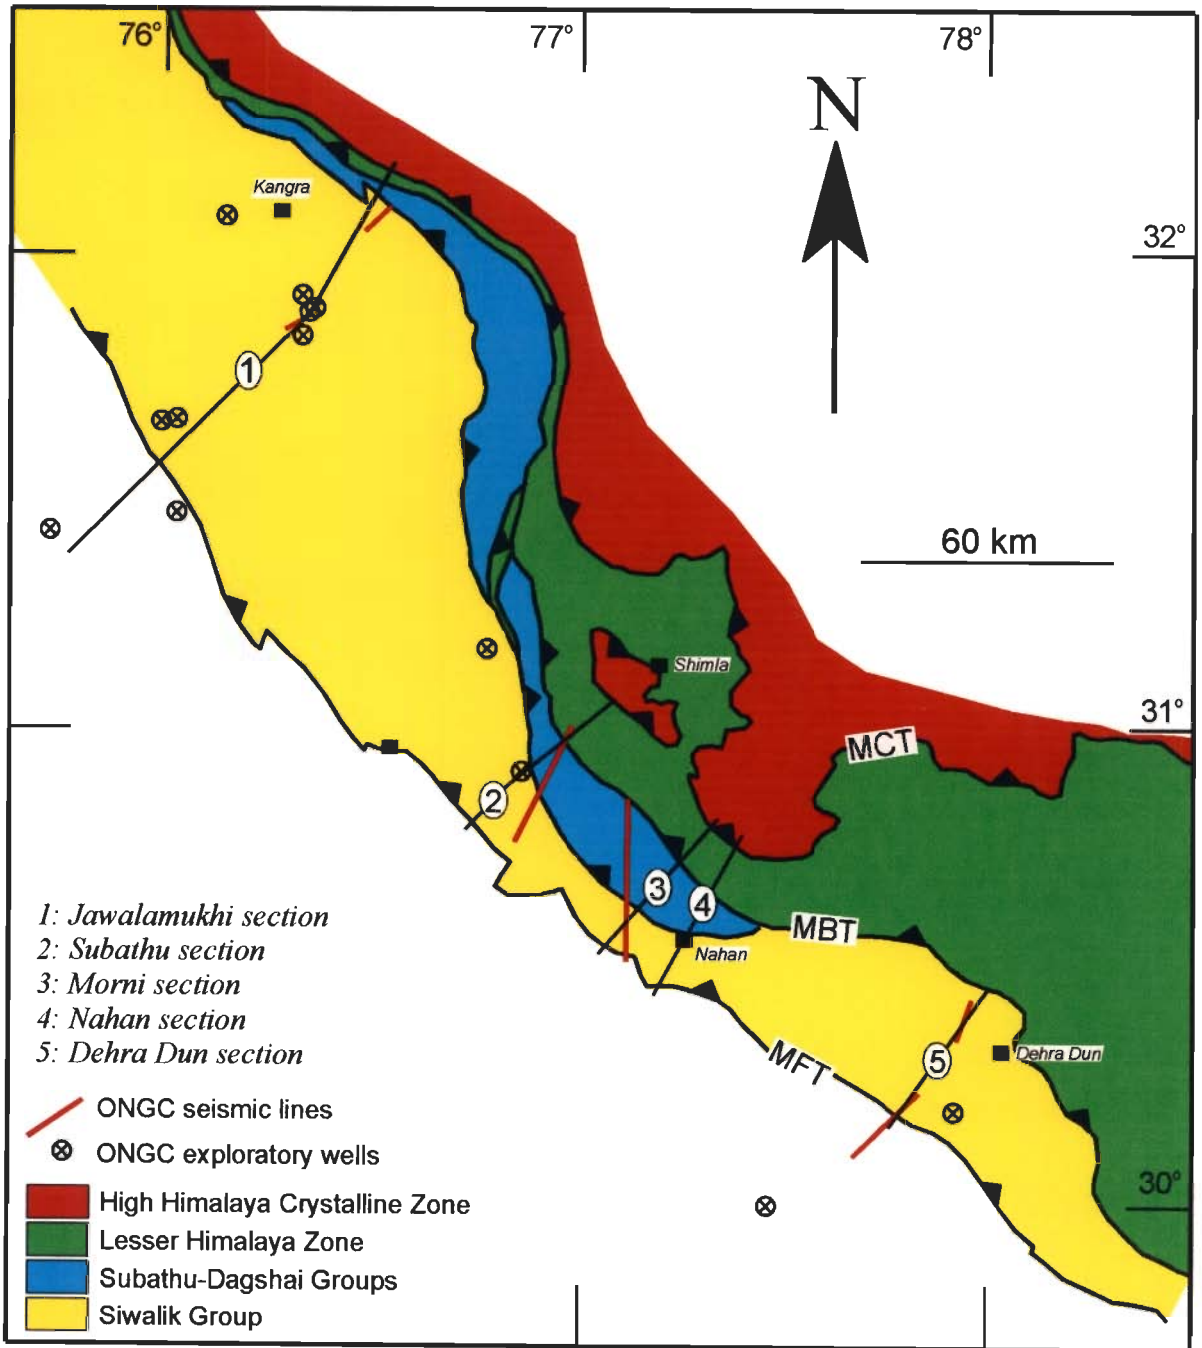 76°
77°
78°
N
Kangra
32°
1
60 km
Shimla
31°
MCT
2
3
4
MBT
Nahan
1: Jawalamukhi section
2: Subathu section
3: Morni section
4: Nahan section
5: Dehra Dun section
MFT
5
Dehra Dun
ONGC seismic lines
ONGC exploratory wells
30°
High Himalaya Crystalline Zone
Lesser Himalaya Zone
Subathu-Dagshai Groups
Siwalik Group